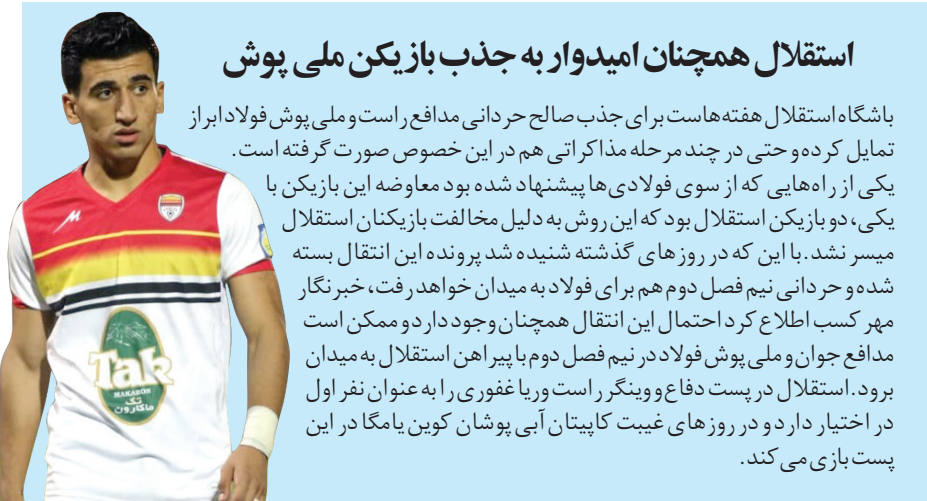 استقلال همچنان امیدوار به جذب بازیکن ملی پوش
باشگاه استقلال هفته‌هاست برای جذب صالح حردانی مدافع راست و ملی پوش فولاد ابراز
تمایل کرده و حتی در چند مرحله مذاکراتی هم در این خصوص صورت گرفته است.
یکی از راه‌هایی که از سوی فولادی‌ها پیشنهاد شده بود معاوضه این بازیکن با
یکی، دو بازیکن استقلال بود که این روش به دلیل مخالفت بازیکنان استقلال
میسر نشد. با این که در روزهای گذشته شنیده شد پرونده این انتقال بسته
شده و حردانی نیم فصل دوم هم برای فولاد به میدان خواهد رفت، خبرنگار
مهر کسب اطلاع کرد احتمال این انتقال همچنان وجود دارد و ممکن است
مدافع جوان و ملی پوش فولاد در نیم فصل دوم با پیراهن استقلال به میدان
برود. استقلال در پست دفاع و وینگر راست وریا غفوری را به عنوان نفر اول
در اختیار دارد و در روزهای غیبت کاپیتان آبی پوشان کوین یامگا در این
پست بازی می کند.
Tak
MAKARON
تک
ماکارون